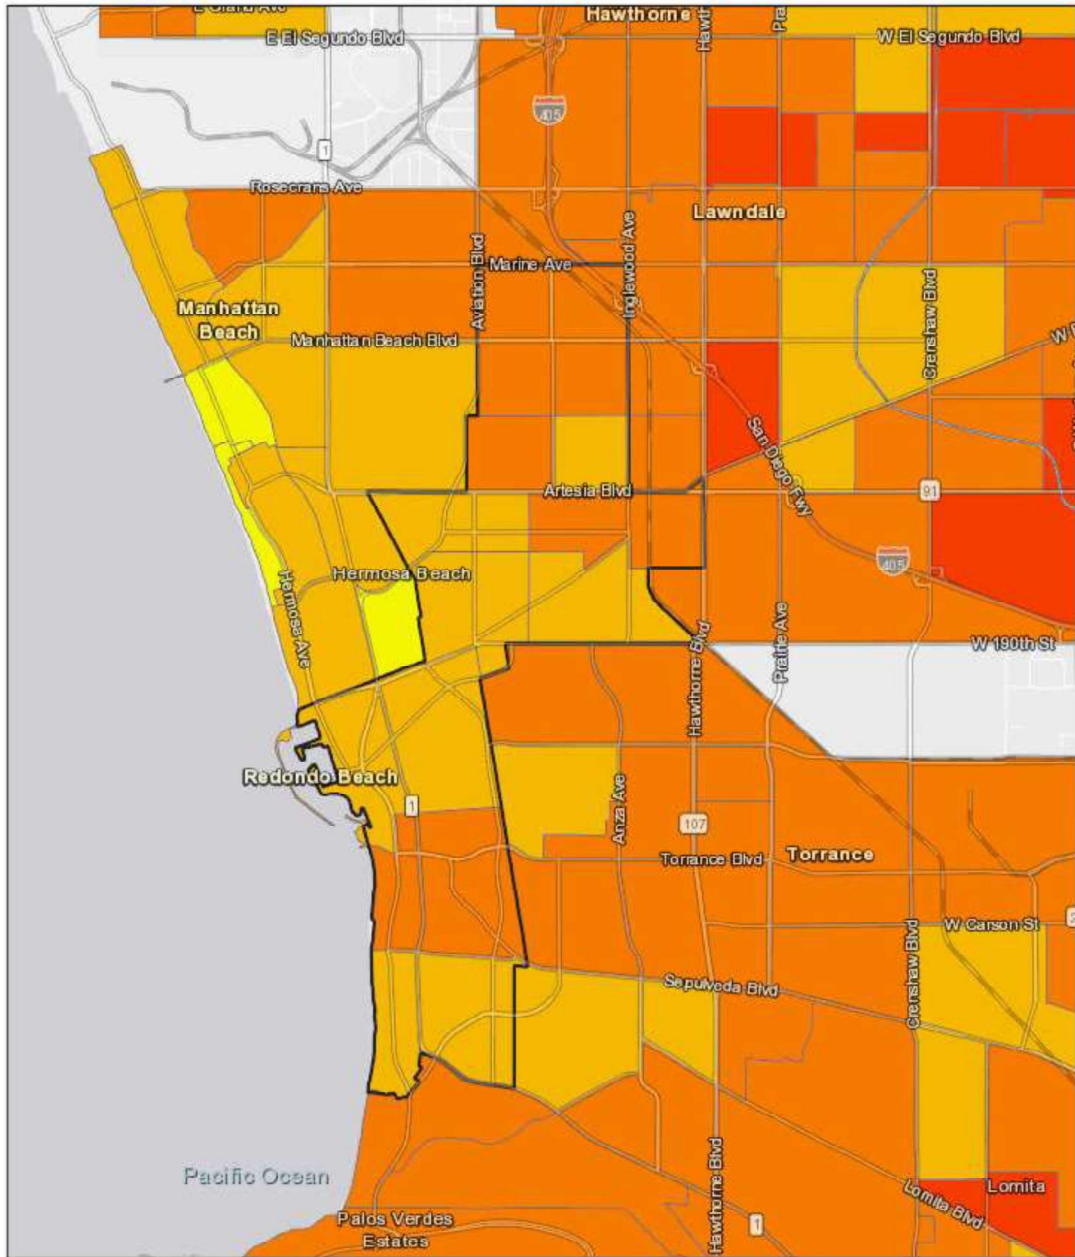 E Grand Ave
Hawthorne
E El Segundo Blvd
W El Segundo Blvd
405
1
Rosecrans Ave
Lawndale
Aviation Blvd
Inglewood Ave
Marine Ave
Manhattan
Beach
Manhattan Beach Blvd
Crenshaw Blvd
San Diego Fwy
Artesia Blvd
91
Hermosa Beach
405
Hermosa Ave
Hawthorne Blvd
Prairie Ave
W 190th St
Redondo Beach
1
Anza Ave
107
Torrance Blvd
Torrance
W Carson St
Sepulveda Blvd
Crenshaw Blvd
Pacific Ocean
Hawthorne Blvd
Lomita Blvd
Lomita
Palos Verdes
Estates
1